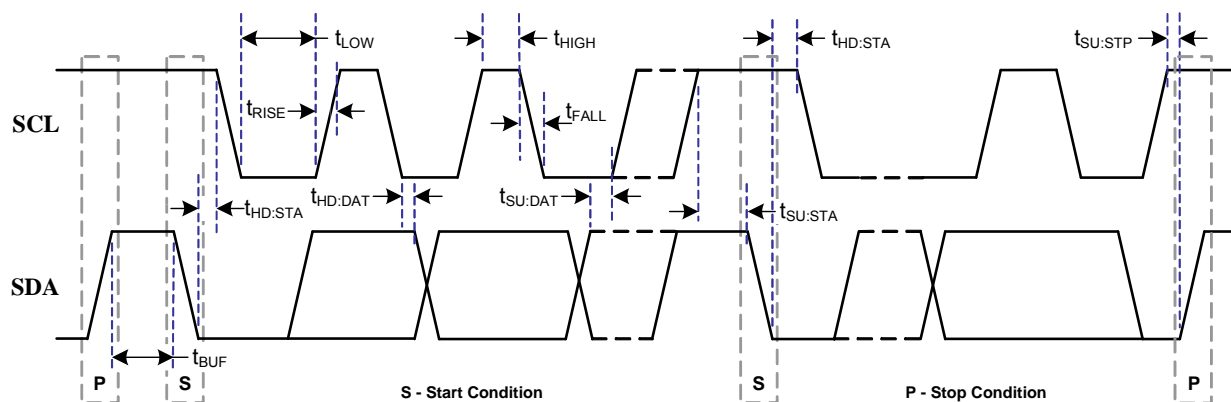 tLOW
tHIGH
tHD:STA
tSU:STP
SCL
tRISE
tFALL
tHD:STA
tHD:DAT
tSU:DAT
tSU:STA
SDA
tBUF
P
S
S - Start Condition
S
P - Stop Condition
P